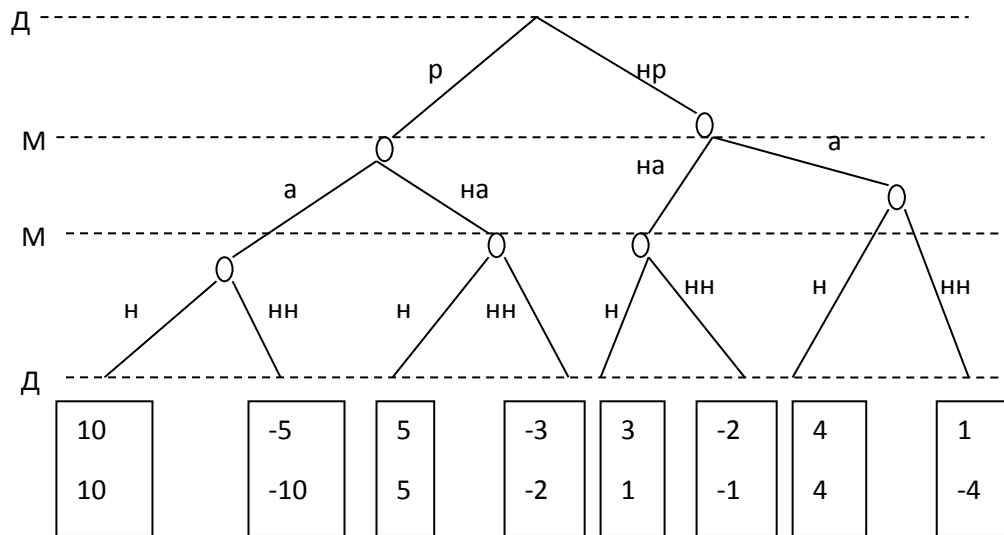 Д
р нр
М
а на на а
М
н нн н нн н нн н нн
Д
10 -5 5 -3 3 -2 4 1
10 -10 5 -2 1 -1 4 -4